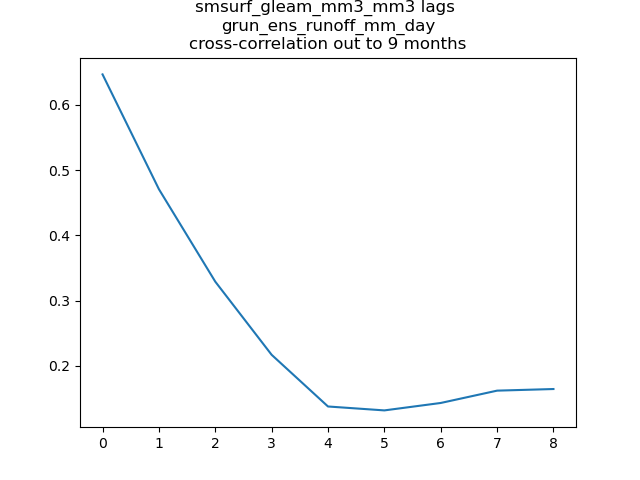 smsurf_gleam_mm3_mm3 lags
grun_ens_runoff_mm_day
cross-correlation out to 9 months
0.6
0.5
0.4
0.3
0.2
0 1 2 3 4 5 6 7 8